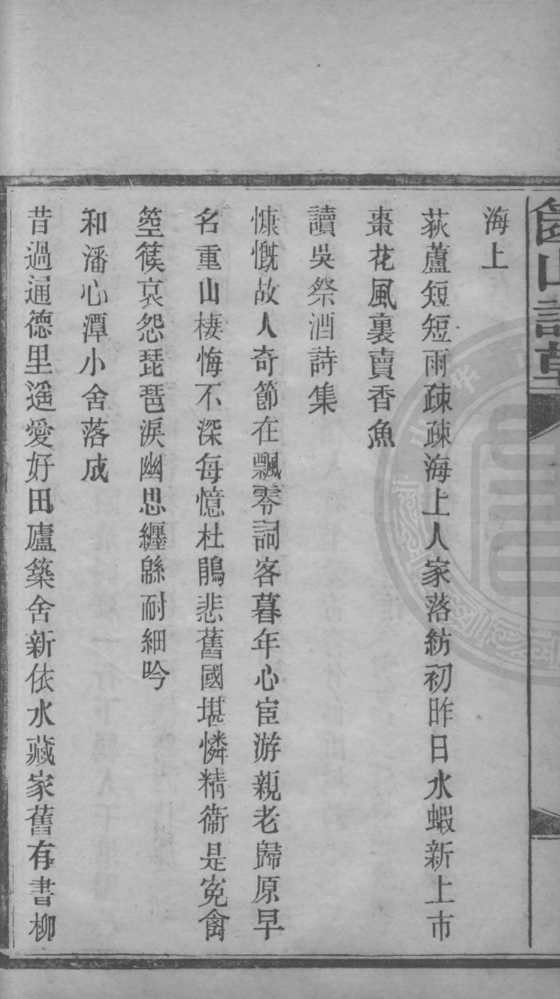 山詩草
海上
荻蘆短短雨疎疎海上人家落紡初昨日水蝦新上市
棗花風裏賣香魚
讀吳祭酒詩集
慷慨故人奇節在飄零詞客暮年心宦游親老歸原早
名重山棲悔不深每憶杜鵑悲舊國堪憐精衞是冤禽
箜篌哀怨琵琶淚幽思纏緜耐細吟
和潘心潭小舍落成
昔過通德里遥愛好田廬築舍新依水藏家舊有書柳